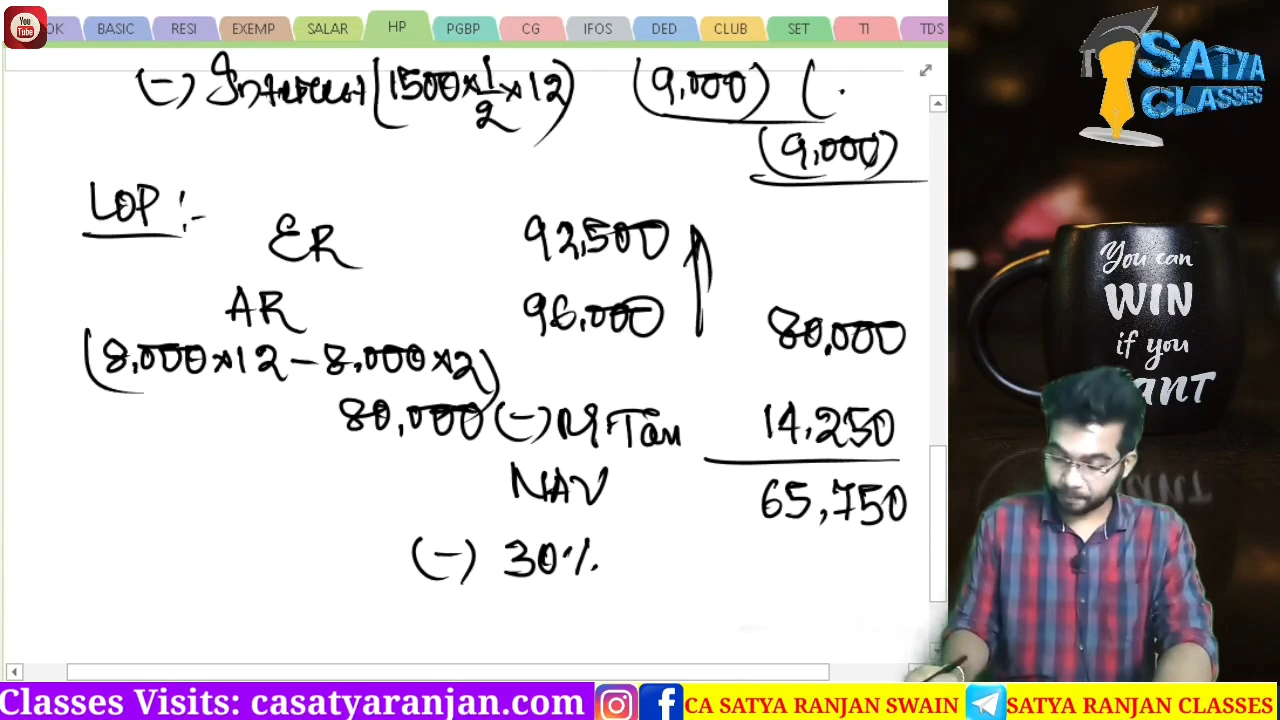 You Tube
OK BASIC RESI EXEMP SALAR HP PGBP CG IFOS DED CLUB SET TI TDS
SATYA
CLASSES
(-) Interest (1500 × 1/2 × 12) (9,000) (
(9,000)
LOP :-
ER 92,500
AR 96,000 80,000
(8,000 × 12 - 8,000 × 2)
80,000 (-) M.Tax 14,250
NAV 65,750
(-) 30%
You can
WIN
if you
ANT
Classes Visits: casatyaranjan.com CA SATYA RANJAN SWAIN SATYA RANJAN CLASSES